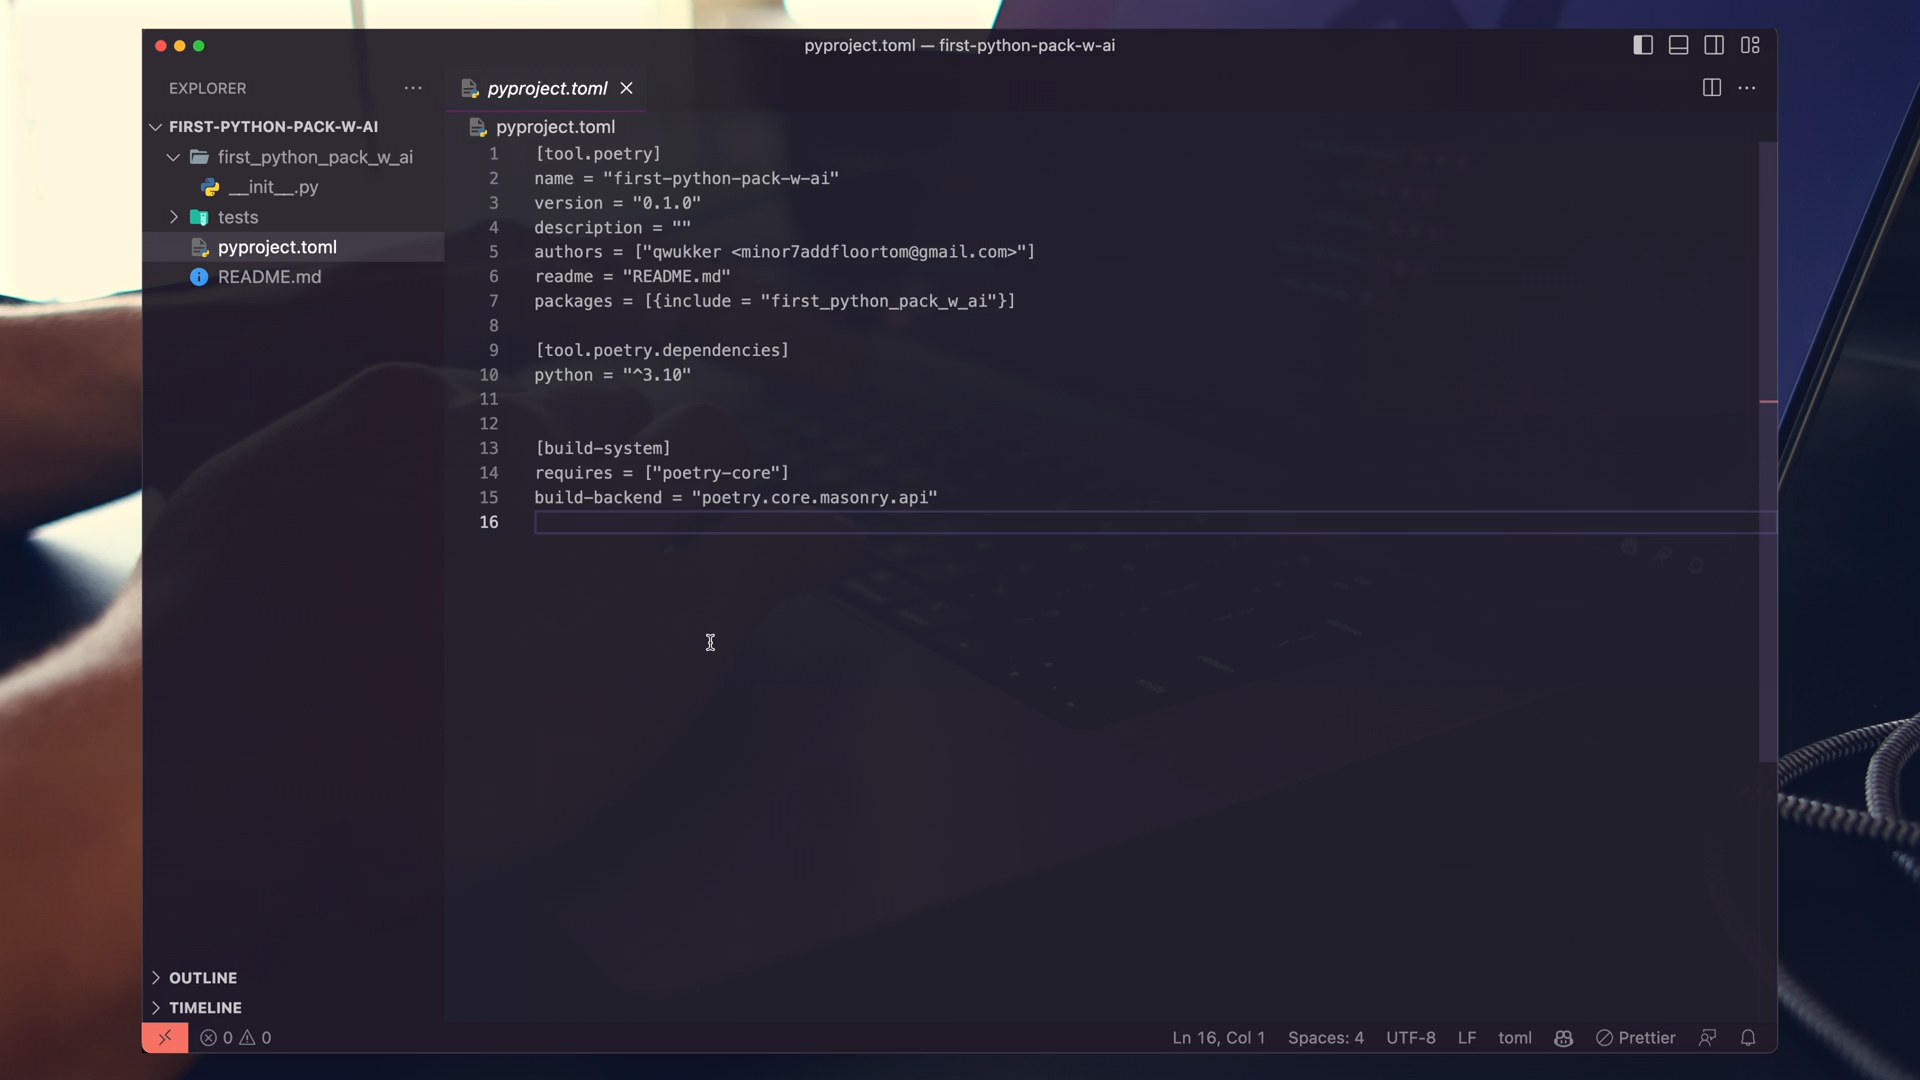 pyproject.toml — first-python-pack-w-ai
EXPLORER
FIRST-PYTHON-PACK-W-AI
first_python_pack_w_ai
__init__.py
tests
pyproject.toml
README.md
OUTLINE
TIMELINE
pyproject.toml
pyproject.toml
1 [tool.poetry]
2 name = "first-python-pack-w-ai"
3 version = "0.1.0"
4 description = ""
5 authors = ["qwukker <minor7addfloortom@gmail.com>"]
6 readme = "README.md"
7 packages = [{include = "first_python_pack_w_ai"}]
8
9 [tool.poetry.dependencies]
10 python = "^3.10"
11
12
13 [build-system]
14 requires = ["poetry-core"]
15 build-backend = "poetry.core.masonry.api"
16
0 0
Ln 16, Col 1 Spaces: 4 UTF-8 LF toml Prettier